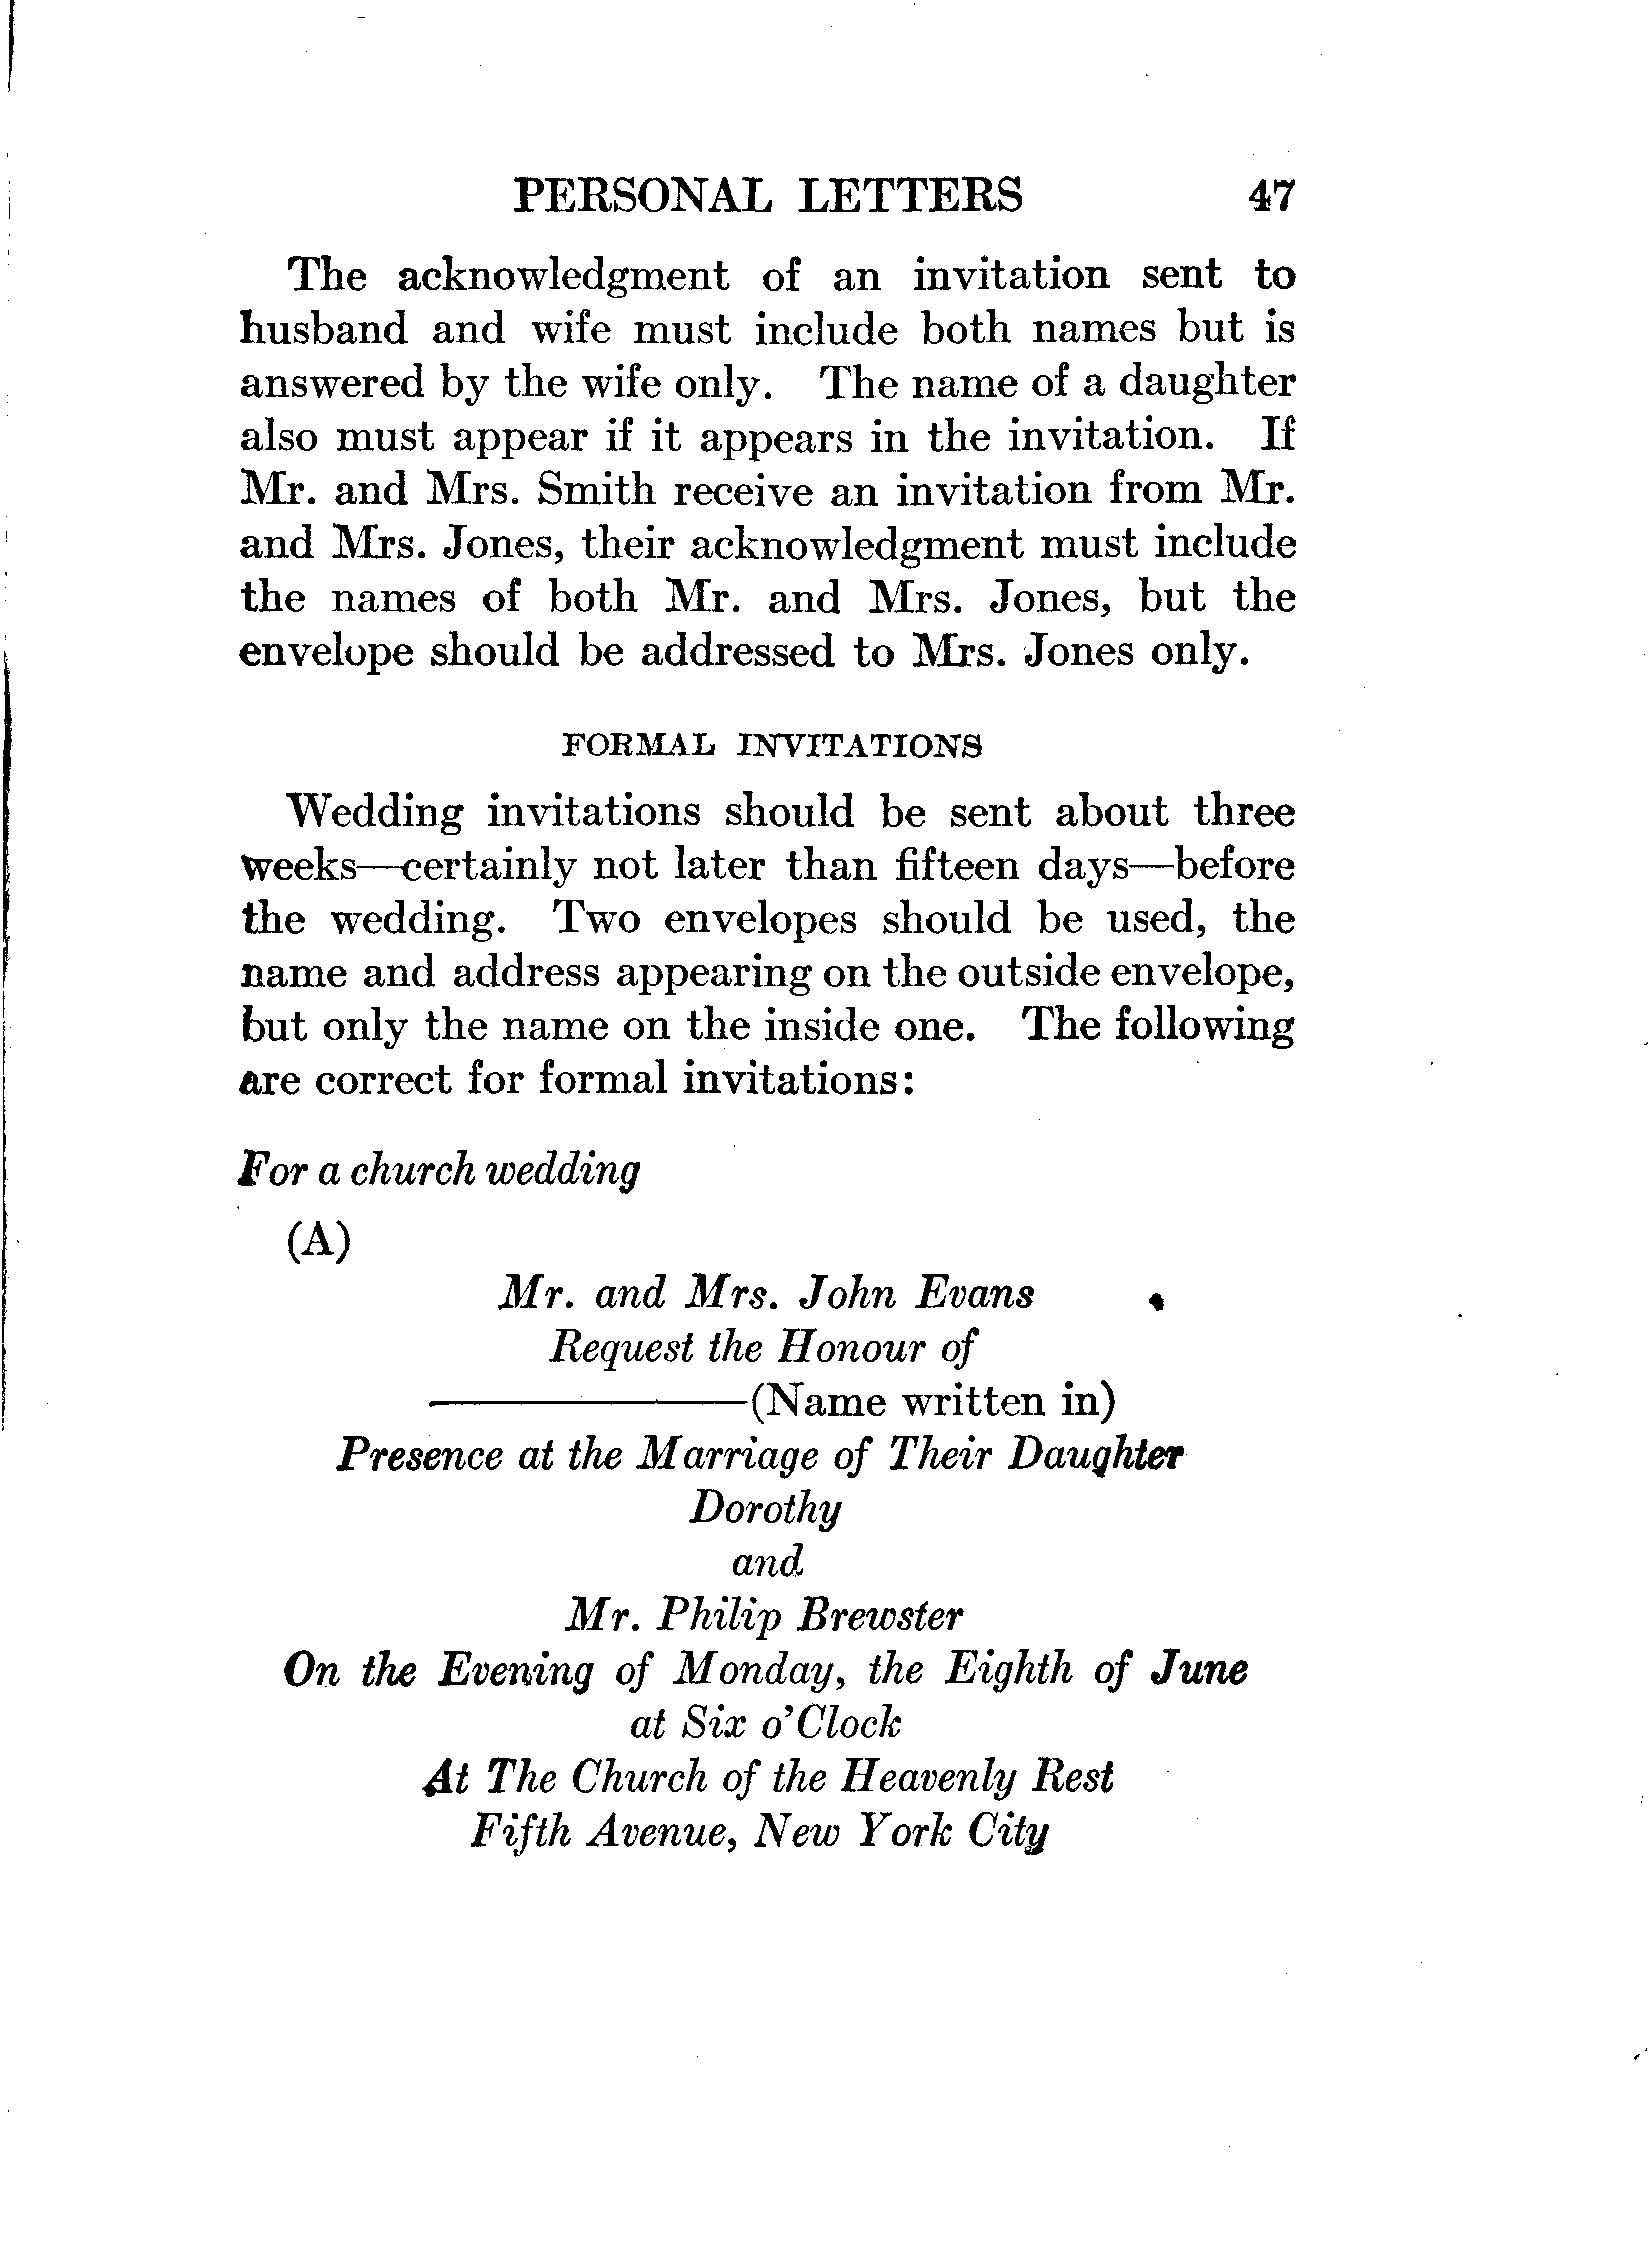 PERSONAL LETTERS 47
The acknowledgment of an invitation sent to
husband and wife must include both names but is
answered by the wife only. The name of a daughter
also must appear if it appears in the invitation. If
Mr. and Mrs. Smith receive an invitation from Mr.
and Mrs. Jones, their acknowledgment must include
the names of both Mr. and Mrs. Jones, but the
envelope should be addressed to Mrs. Jones only.
FORMAL INVITATIONS
Wedding invitations should be sent about three
weeks—certainly not later than fifteen days—before
the wedding. Two envelopes should be used, the
name and address appearing on the outside envelope,
but only the name on the inside one. The following
are correct for formal invitations:
For a church wedding
(A)
Mr. and Mrs. John Evans
Request the Honour of
————————(Name written in)
Presence at the Marriage of Their Daughter
Dorothy
and
Mr. Philip Brewster
On the Evening of Monday, the Eighth of June
at Six o'Clock
At The Church of the Heavenly Rest
Fifth Avenue, New York City